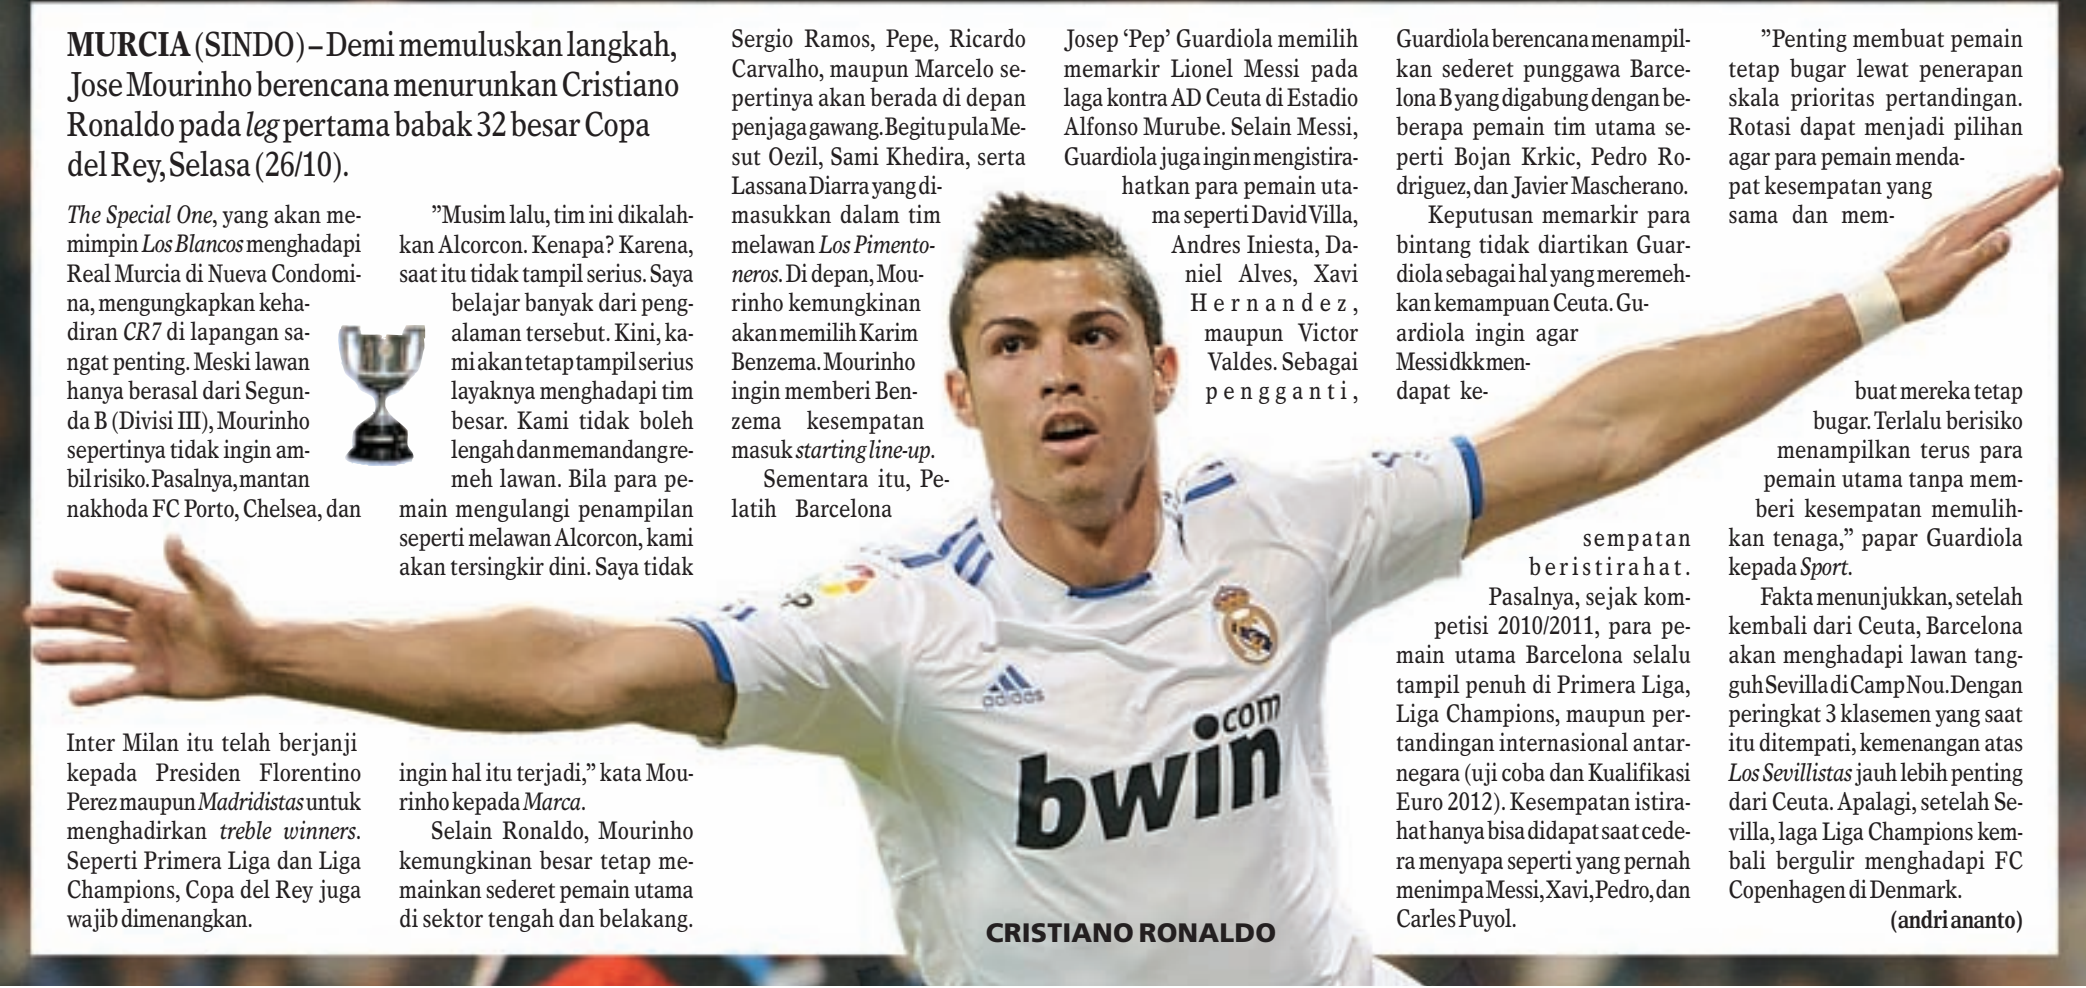 MURCIA (SINDO) – Demi memuluskan langkah,
Jose Mourinho berencana menurunkan Cristiano
Ronaldo pada leg pertama babak 32 besar Copa
del Rey, Selasa (26/10).
The Special One, yang akan me-
mimpin Los Blancos menghadapi
Real Murcia di Nueva Condomi-
na, mengungkapkan keha-
diran CR7 di lapangan sa-
ngat penting. Meski lawan
hanya berasal dari Segun-
da B (Divisi III), Mourinho
sepertinya tidak ingin am-
bil risiko. Pasalnya, mantan
nakhoda FC Porto, Chelsea, dan
Inter Milan itu telah berjanji
kepada Presiden Florentino
Perez maupun Madridistas untuk
menghadirkan treble winners.
Seperti Primera Liga dan Liga
Champions, Copa del Rey juga
wajib dimenangkan.
”Musim lalu, tim ini dikalah-
kan Alcorcon. Kenapa? Karena,
saat itu tidak tampil serius. Saya
belajar banyak dari peng-
alaman tersebut. Kini, ka-
mi akan tetap tampil serius
layaknya menghadapi tim
besar. Kami tidak boleh
lengah dan memandang re-
meh lawan. Bila para pe-
main mengulangi penampilan
seperti melawan Alcorcon, kami
akan tersingkir dini. Saya tidak
ingin hal itu terjadi,” kata Mou-
rinho kepada Marca.
Selain Ronaldo, Mourinho
kemungkinan besar tetap me-
mainkan sederet pemain utama
di sektor tengah dan belakang.
Sergio Ramos, Pepe, Ricardo
Carvalho, maupun Marcelo se-
pertinya akan berada di depan
penjaga gawang. Begitu pula Me-
sut Oezil, Sami Khedira, serta
Lassana Diarra yang di-
masukkan dalam tim
melawan Los Pimento-
neros. Di depan, Mou-
rinho kemungkinan
akan memilih Karim
Benzema. Mourinho
ingin memberi Ben-
zema kesempatan
masuk starting line-up.
Sementara itu, Pe-
latih Barcelona
Josep ‘Pep’ Guardiola memilih
memarkir Lionel Messi pada
laga kontra AD Ceuta di Estadio
Alfonso Murube. Selain Messi,
Guardiola juga ingin mengistira-
hatkan para pemain uta-
ma seperti David Villa,
Andres Iniesta, Da-
niel Alves, Xavi
Hernandez,
maupun Victor
Valdes. Sebagai
pengganti,
Guardiola berencana menampil-
kan sederet punggawa Barce-
lona B yang digabung dengan be-
berapa pemain tim utama se-
perti Bojan Krkic, Pedro Ro-
driguez, dan Javier Mascherano.
Keputusan memarkir para
bintang tidak diartikan Guar-
diola sebagai hal yang meremeh-
kan kemampuan Ceuta. Gu-
ardiola ingin agar
Messi dkk men-
dapat ke-
sempatan
beristirahat.
Pasalnya, sejak kom-
petisi 2010/2011, para pe-
main utama Barcelona selalu
tampil penuh di Primera Liga,
Liga Champions, maupun per-
tandingan internasional antar-
negara (uji coba dan Kualifikasi
Euro 2012). Kesempatan istira-
hat hanya bisa didapat saat cede-
ra menyapa seperti yang pernah
menimpa Messi, Xavi, Pedro, dan
Carles Puyol.
”Penting membuat pemain
tetap bugar lewat penerapan
skala prioritas pertandingan.
Rotasi dapat menjadi pilihan
agar para pemain menda-
pat kesempatan yang
sama dan mem-
buat mereka tetap
bugar. Terlalu berisiko
menampilkan terus para
pemain utama tanpa mem-
beri kesempatan memulih-
kan tenaga,” papar Guardiola
kepada Sport.
Fakta menunjukkan, setelah
kembali dari Ceuta, Barcelona
akan menghadapi lawan tang-
guh Sevilla di Camp Nou. Dengan
peringkat 3 klasemen yang saat
itu ditempati, kemenangan atas
Los Sevillistas jauh lebih penting
dari Ceuta. Apalagi, setelah Se-
villa, laga Liga Champions kem-
bali bergulir menghadapi FC
Copenhagen di Denmark.
(andri ananto)
adidas
bwin.com
CRISTIANO RONALDO